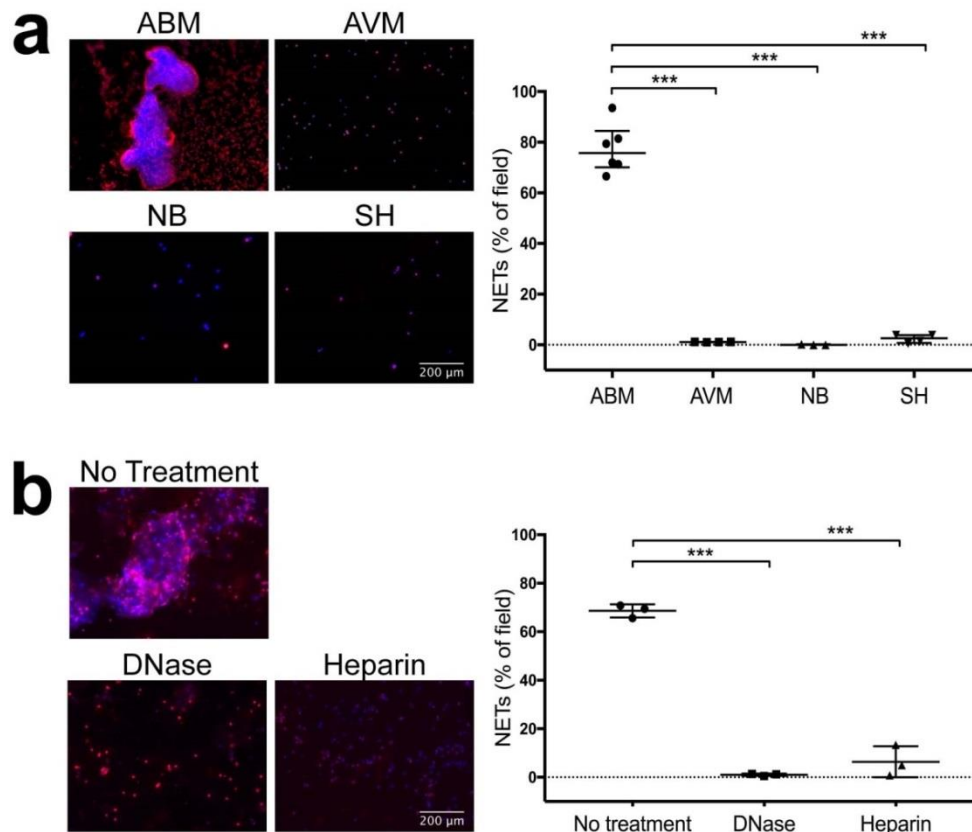 a
ABM AVM
NB SH
200 µm
*** 
***
***
NETs (% of field)
100
80
60
40
20
0
ABM AVM NB SH
b
No Treatment
DNase Heparin
200 µm
***
***
NETs (% of field)
100
80
60
40
20
0
No treatment DNase Heparin